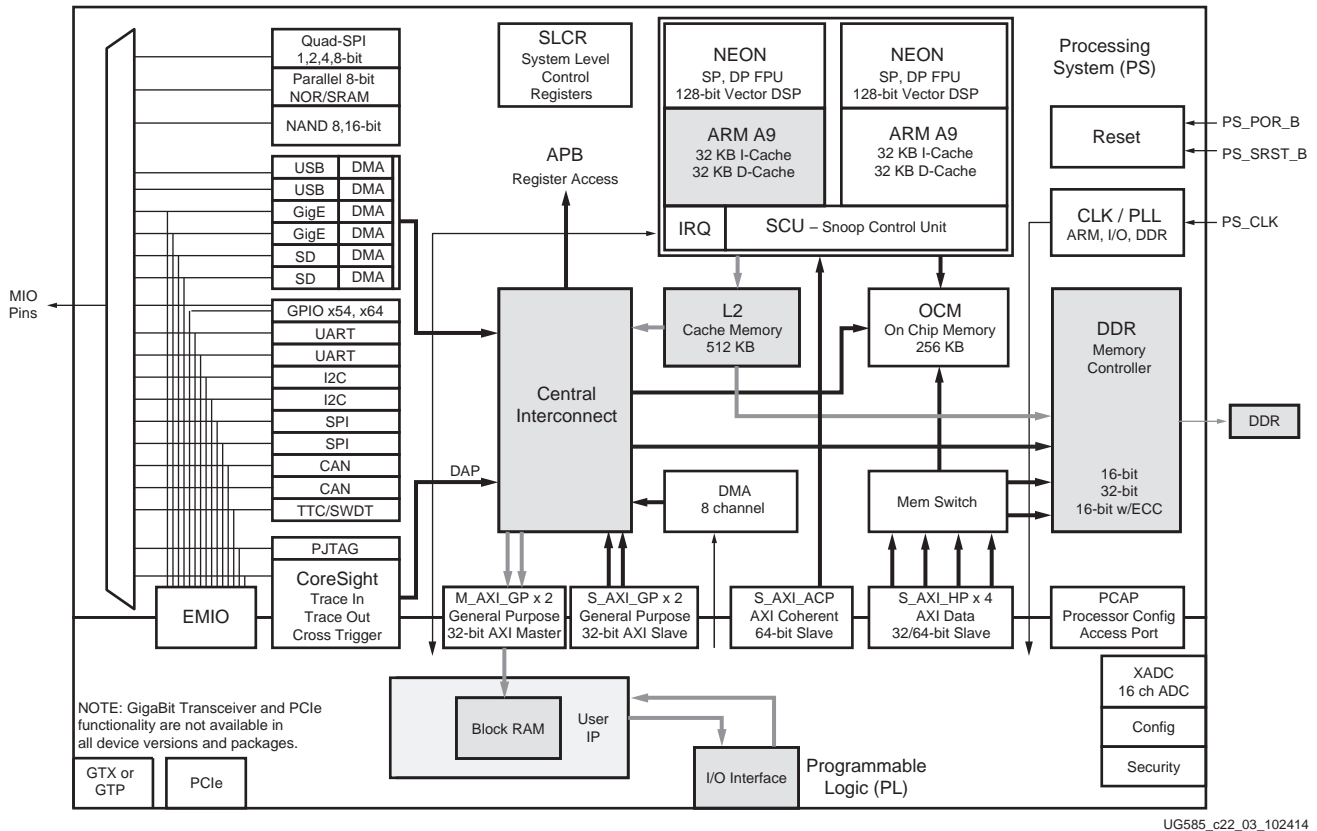 Quad-SPI
1,2,4,8-bit
Parallel 8-bit
NOR/SRAM
NAND 8,16-bit
USB DMA
USB DMA
GigE DMA
GigE DMA
SD DMA
SD DMA
GPIO x54, x64
UART
UART
I2C
I2C
SPI
SPI
CAN
CAN
TTC/SWDT
PJTAG
CoreSight
Trace In
Trace Out
Cross Trigger
MIO
Pins
EMIO
SLCR
System Level
Control
Registers
APB
Register Access
NEON
SP, DP FPU
128-bit Vector DSP
NEON
SP, DP FPU
128-bit Vector DSP
ARM A9
32 KB I-Cache
32 KB D-Cache
ARM A9
32 KB I-Cache
32 KB D-Cache
IRQ
SCU – Snoop Control Unit
Processing
System (PS)
Reset
PS_POR_B
PS_SRST_B
CLK / PLL
ARM, I/O, DDR
PS_CLK
Central
Interconnect
DAP
L2
Cache Memory
512 KB
OCM
On Chip Memory
256 KB
DDR
Memory
Controller
16-bit
32-bit
16-bit w/ECC
DDR
DMA
8 channel
Mem Switch
M_AXI_GP x 2
General Purpose
32-bit AXI Master
S_AXI_GP x 2
General Purpose
32-bit AXI Slave
S_AXI_ACP
AXI Coherent
64-bit Slave
S_AXI_HP x 4
AXI Data
32/64-bit Slave
PCAP
Processor Config
Access Port
XADC
16 ch ADC
Config
Security
NOTE: GigaBit Transceiver and PCIe
functionality are not available in
all device versions and packages.
GTX or
GTP
PCIe
Block RAM
User
IP
I/O Interface
Programmable
Logic (PL)
UG585_c22_03_102414